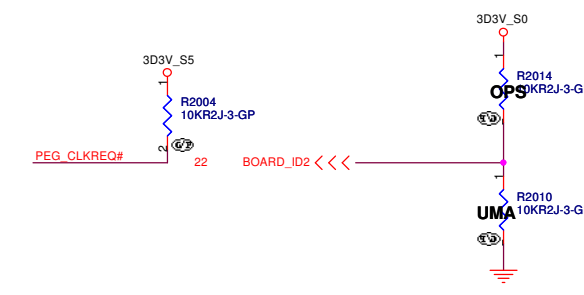 3D3V_S0
3D3V_S5
1
R2014
10KR2J-3-G
OPS
1
R2004
10KR2J-3-GP
2
PEG_CLKREQ#
22
BOARD_ID2
1
R2010
10KR2J-3-G
UMA